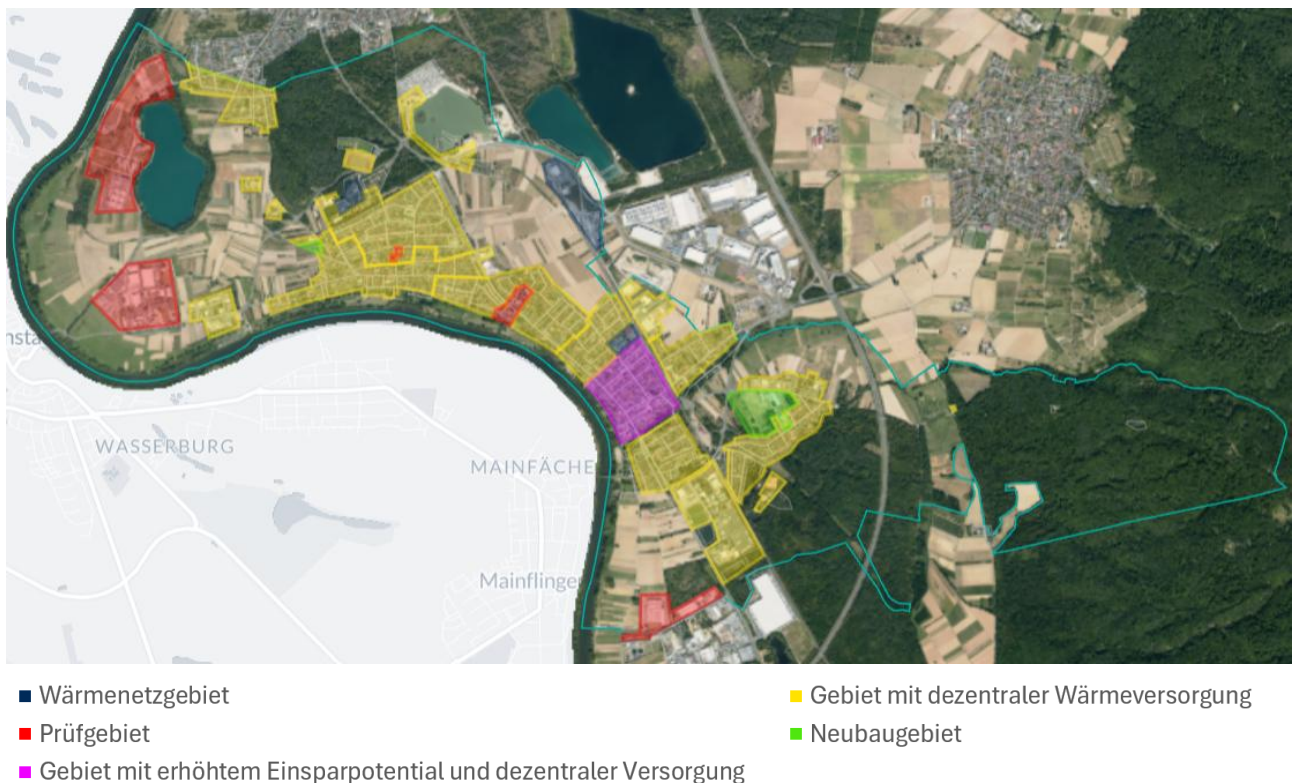 nsta
WASSERBURG
MAINFÄCHE
Mainflinge
Wärmenetzgebiet
Gebiet mit dezentraler Wärmeversorgung
Prüfgebiet
Neubaugebiet
Gebiet mit erhöhtem Einsparpotential und dezentraler Versorgung